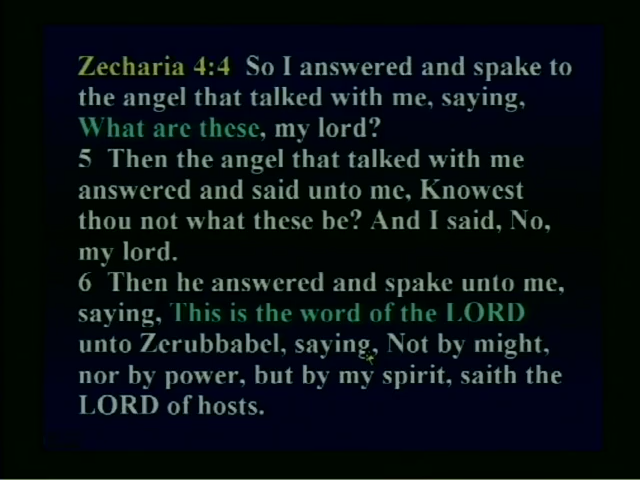 Zecharia 4:4 So I answered and spake to
the angel that talked with me, saying,
What are these, my lord?
5 Then the angel that talked with me
answered and said unto me, Knowest
thou not what these be? And I said, No,
my lord.
6 Then he answered and spake unto me,
saying, This is the word of the LORD
unto Zerubbabel, saying, Not by might,
nor by power, but by my spirit, saith the
LORD of hosts.